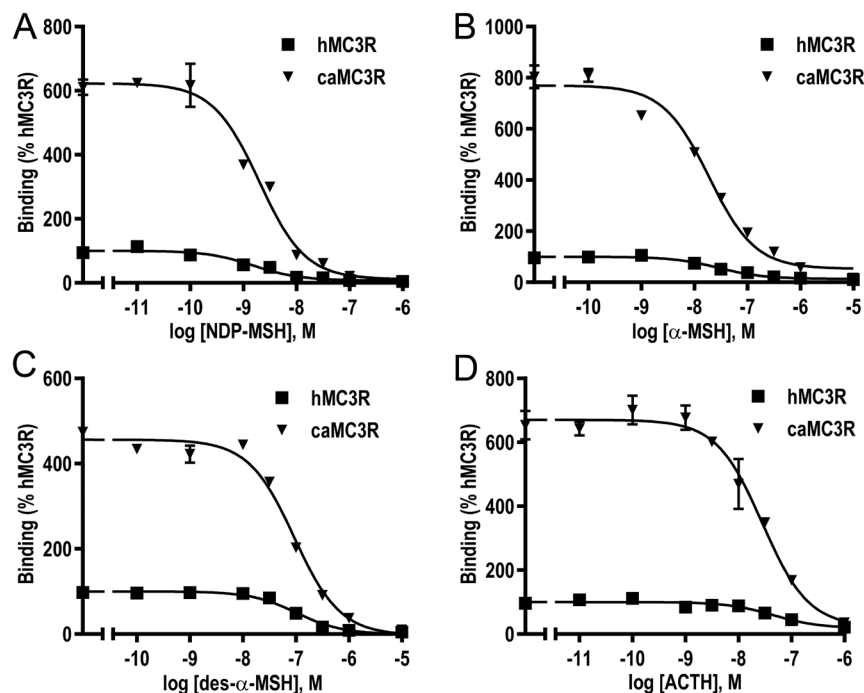 A
800
600
400
200
0
Binding (% hMC3R)
hMC3R
caMC3R
-11 -10 -9 -8 -7 -6
log [NDP-MSH], M
B
1000
800
600
400
200
0
Binding (% hMC3R)
hMC3R
caMC3R
-10 -9 -8 -7 -6 -5
log [α-MSH], M
C
600
400
200
0
Binding (% hMC3R)
hMC3R
caMC3R
-10 -9 -8 -7 -6 -5
log [des-α-MSH], M
D
800
600
400
200
0
Binding (% hMC3R)
hMC3R
caMC3R
-11 -10 -9 -8 -7 -6
log [ACTH], M